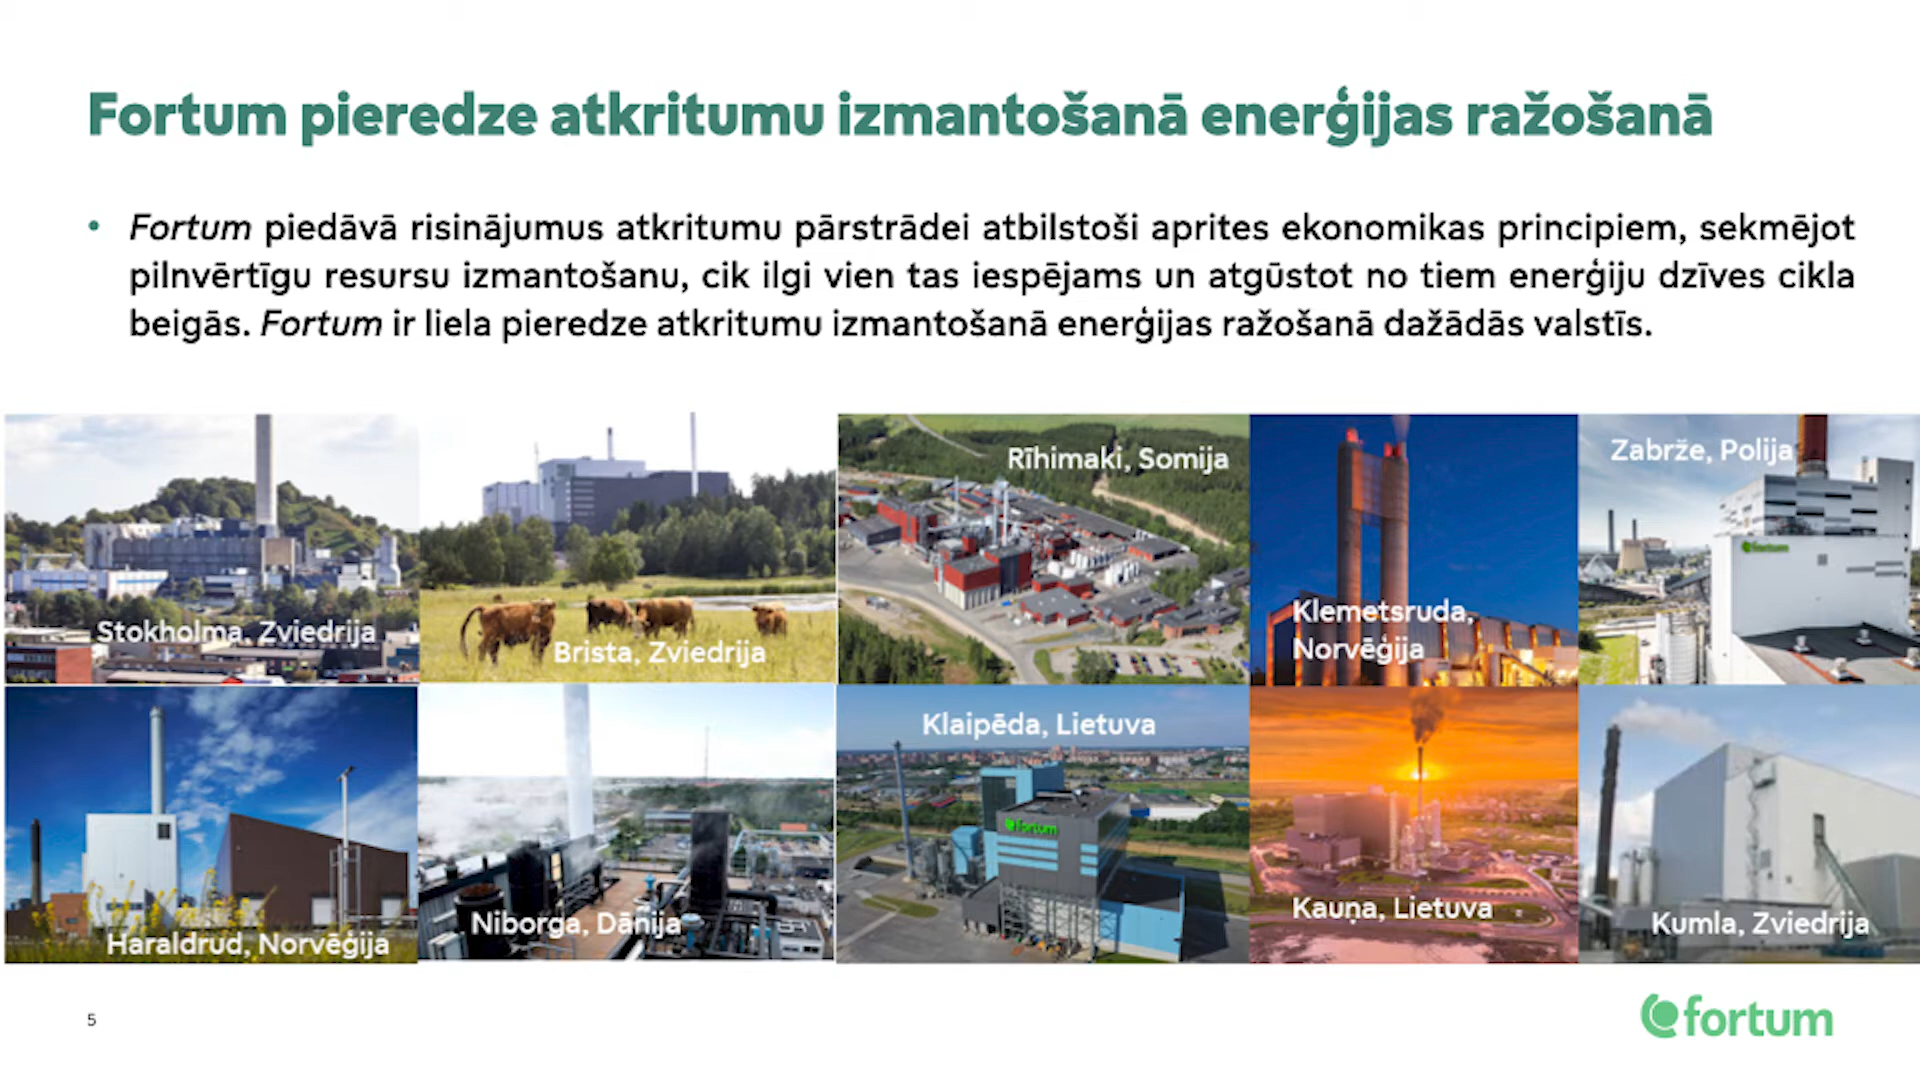 Fortum pieredze atkritumu izmantošanā enerģijas ražošanā
• Fortum piedāvā risinājumus atkritumu pārstrādei atbilstoši aprites ekonomikas principiem, sekmējot
pilnvērtīgu resursu izmantošanu, cik ilgi vien tas iespējams un atgūstot no tiem enerģiju dzīves cikla
beigās. Fortum ir liela pieredze atkritumu izmantošanā enerģijas ražošanā dažādās valstīs.
Stokholma, Zviedrija
Brista, Zviedrija
Rīhimaki, Somija
Klemetsruda,
Norvēģija
Zabrže, Polija
fortum
Haraldrud, Norvēģija
Niborga, Dānija
Klaipēda, Lietuva
fortum
Kauņa, Lietuva
Kumla, Zviedrija
5
fortum